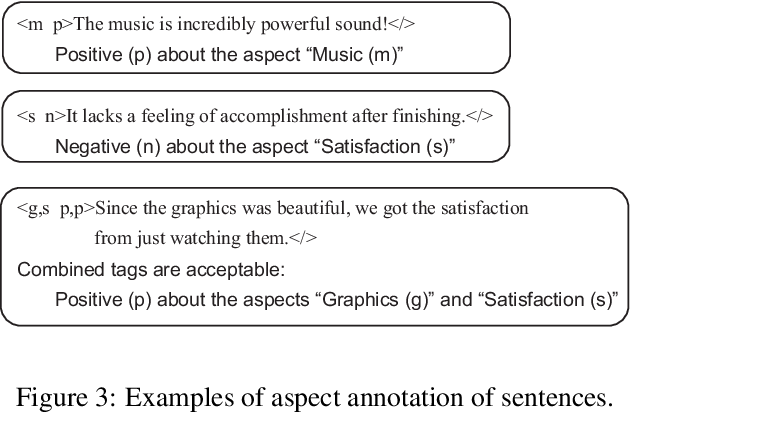 <m p>The music is incredibly powerful sound!</>
Positive (p) about the aspect “Music (m)”
<s n>It lacks a feeling of accomplishment after finishing.</>
Negative (n) about the aspect “Satisfaction (s)”
<g,s p,p>Since the graphics was beautiful, we got the satisfaction
from just watching them.</>
Combined tags are acceptable:
Positive (p) about the aspects “Graphics (g)” and “Satisfaction (s)”
Figure 3: Examples of aspect annotation of sentences.